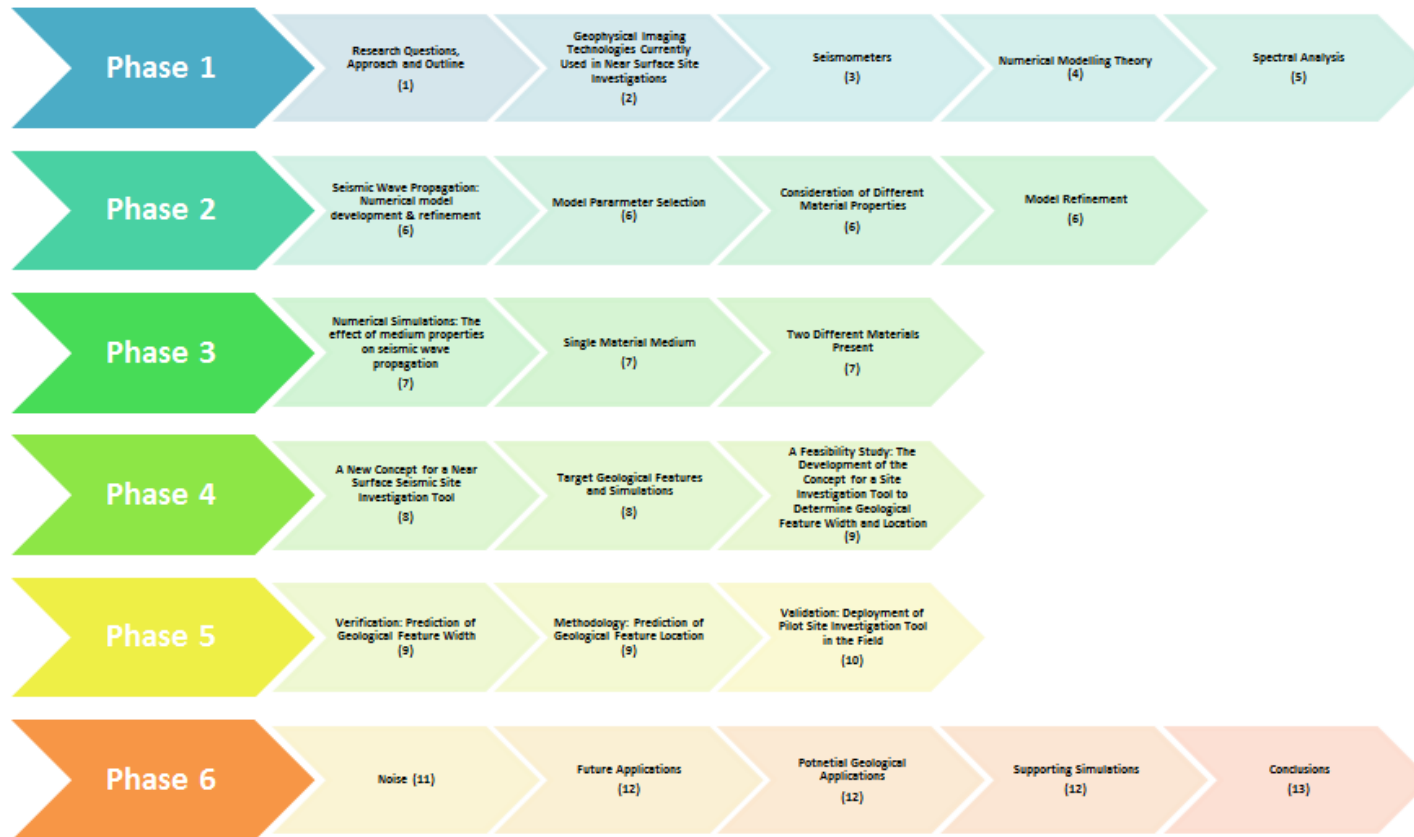 Phase 1
Research Questions,
Approach and Outline
(1)
Geophysical Imaging
Technologies Currently
Used in Near Surface Site
Investigations
(2)
Seismometers
(3)
Numerical Modelling Theory
(4)
Spectral Analysis
(5)
Phase 2
Seismic Wave Propagation:
Numerical model
development & refinement
(6)
Model Pararmeter Selection
(6)
Consideration of Different
Material Properties
(6)
Model Refinement
(6)
Phase 3
Numerical Simulations: The
effect of medium properties
on seismic wave
propagation
(7)
Single Material Medium
(7)
Two Different Materials
Present
(7)
Phase 4
A New Concept for a Near
Surface Seismic Site
Investigation Tool
(8)
Target Geological Features
and Simulations
(8)
A Feasibility Study: The
Development of the
Concept for a Site
Investigation Tool to
Determine Geological
Feature Width and Location
(9)
Phase 5
Verification: Prediction of
Geological Feature Width
(9)
Methodology: Prediction of
Geological Feature Location
(9)
Validation: Deployment of
Pilot Site Investigation Tool
in the Field
(10)
Phase 6
Noise (11)
Future Applications
(12)
Potnetial Geological
Applications
(12)
Supporting Simulations
(12)
Conclusions
(13)